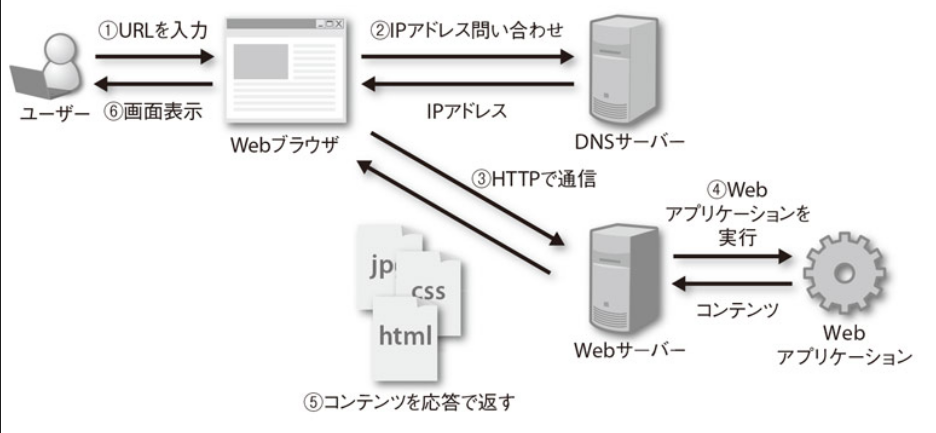 ①URLを入力
②IPアドレス問い合わせ
ユーザー
⑥画面表示
IPアドレス
Webブラウザ
DNSサーバー
③HTTPで通信
④Web
アプリケーションを
実行
jp
css
html
コンテンツ
Webサーバー
Web
アプリケーション
⑤コンテンツを応答で返す